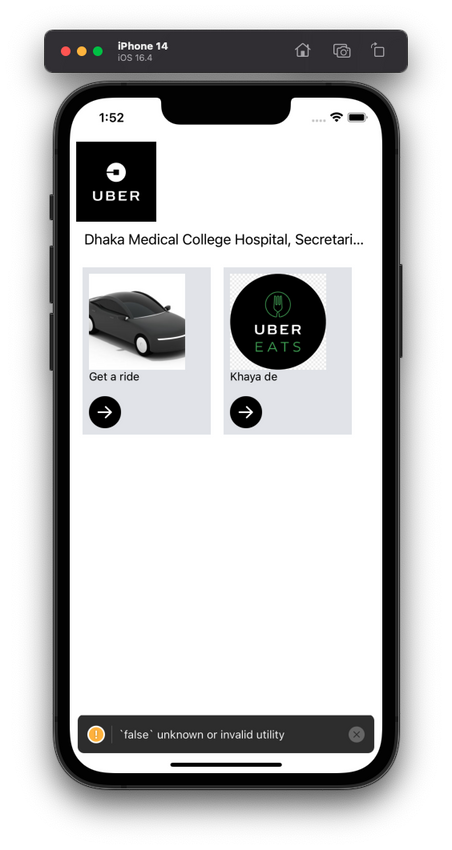 iPhone 14
iOS 16.4
1:52
UBER
Dhaka Medical College Hospital, Secretari...
UBER
EATS
Get a ride
Khaya de
`false` unknown or invalid utility